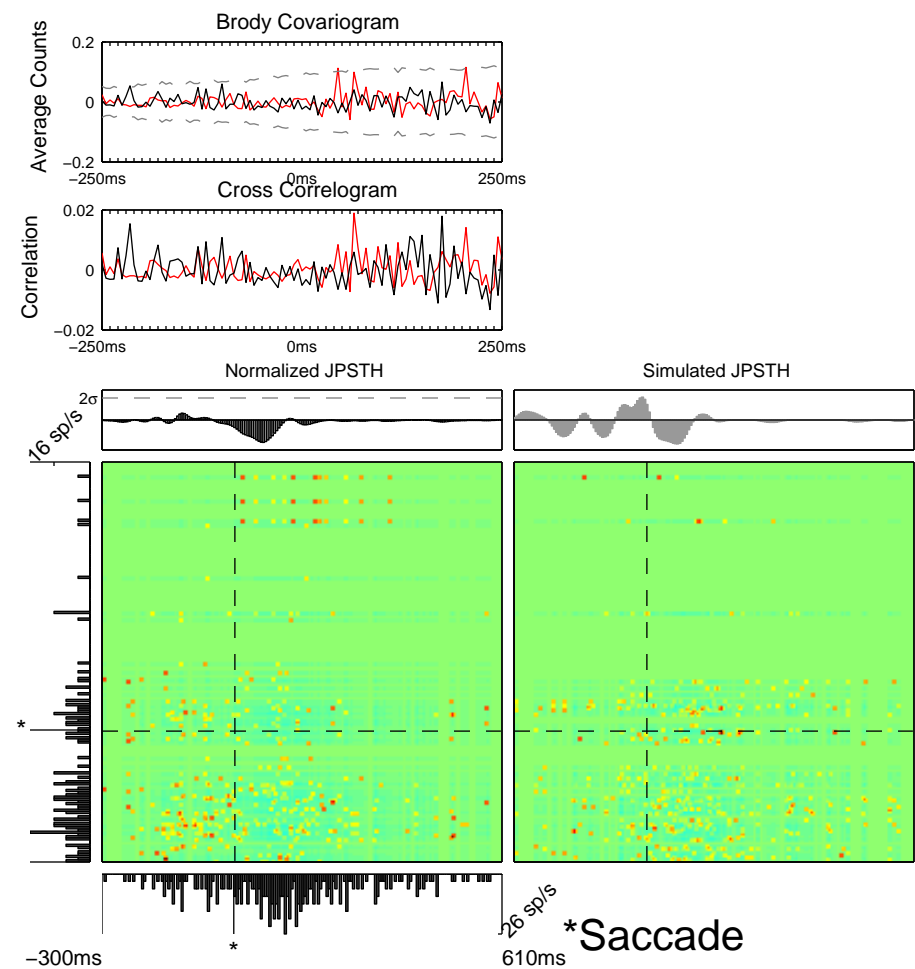 Brody Covariogram
Average Counts
0.2
0
−0.2
−250ms
0ms
250ms
Cross Correlogram
Correlation
0.02
0
−0.02
−250ms
0ms
250ms
Normalized JPSTH
Simulated JPSTH
2σ
16 sp/s
*
*
26 sp/s
*Saccade
−300ms
610ms